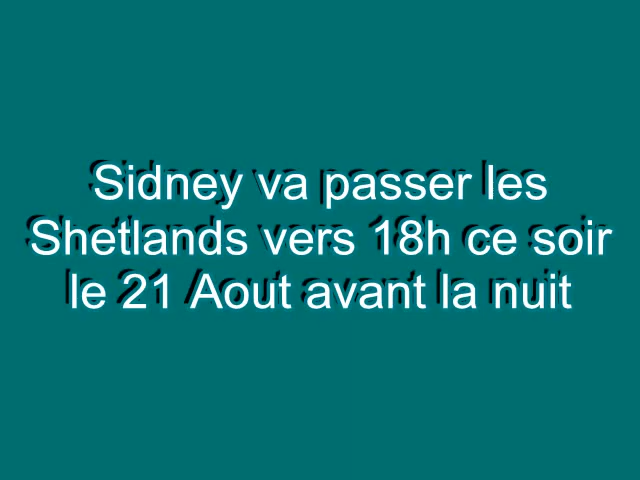 Sidney va passer les
Shetlands vers 18h ce soir
le 21 Aout avant la nuit